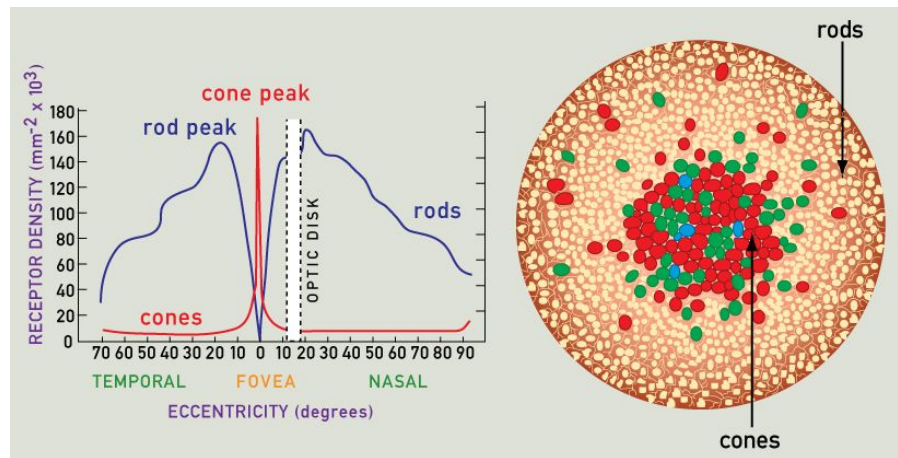 rods
cone peak
rod peak
RECEPTOR DENSITY (mm⁻² x 10³)
180
160
140
120
100
80
60
40
20
0
OPTIC DISK
rods
cones
70 60 50 40 30 20 10 0 10 20 30 40 50 60 70 80 90
TEMPORAL FOVEA NASAL
ECCENTRICITY (degrees)
cones